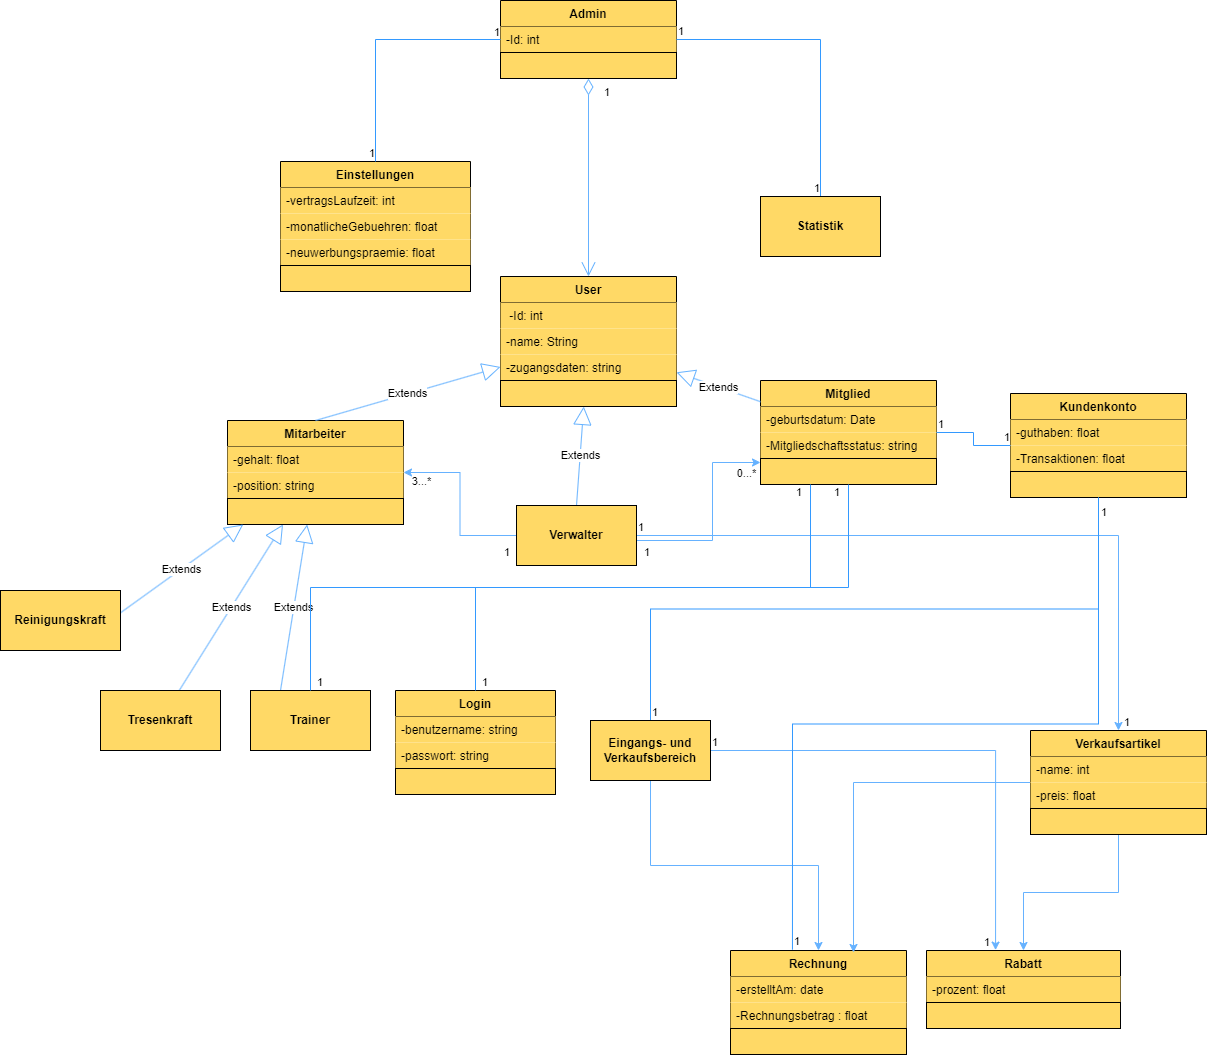 Admin
-Id: int
1
1
1
1
1
Einstellungen
-vertragsLaufzeit: int
-monatlicheGebuehren: float
-neuwerbungspraemie: float
Statistik
User
-Id: int
-name: String
-zugangsdaten: string
Extends
Extends
Extends
Mitarbeiter
-gehalt: float
-position: string
Mitglied
-geburtsdatum: Date
-Mitgliedschaftsstatus: string
Kundenkonto
-guthaben: float
-Transaktionen: float
1
1
3...*
0...*
1
1
1
Verwalter
1
1
1
1
Extends
Extends
Extends
Reinigungskraft
Tresenkraft
Trainer
1
1
Login
-benutzername: string
-passwort: string
1
Eingangs- und
Verkaufsbereich
1
1
Verkaufsartikel
-name: int
-preis: float
1
1
Rechnung
-erstelltAm: date
-Rechnungsbetrag : float
Rabatt
-prozent: float